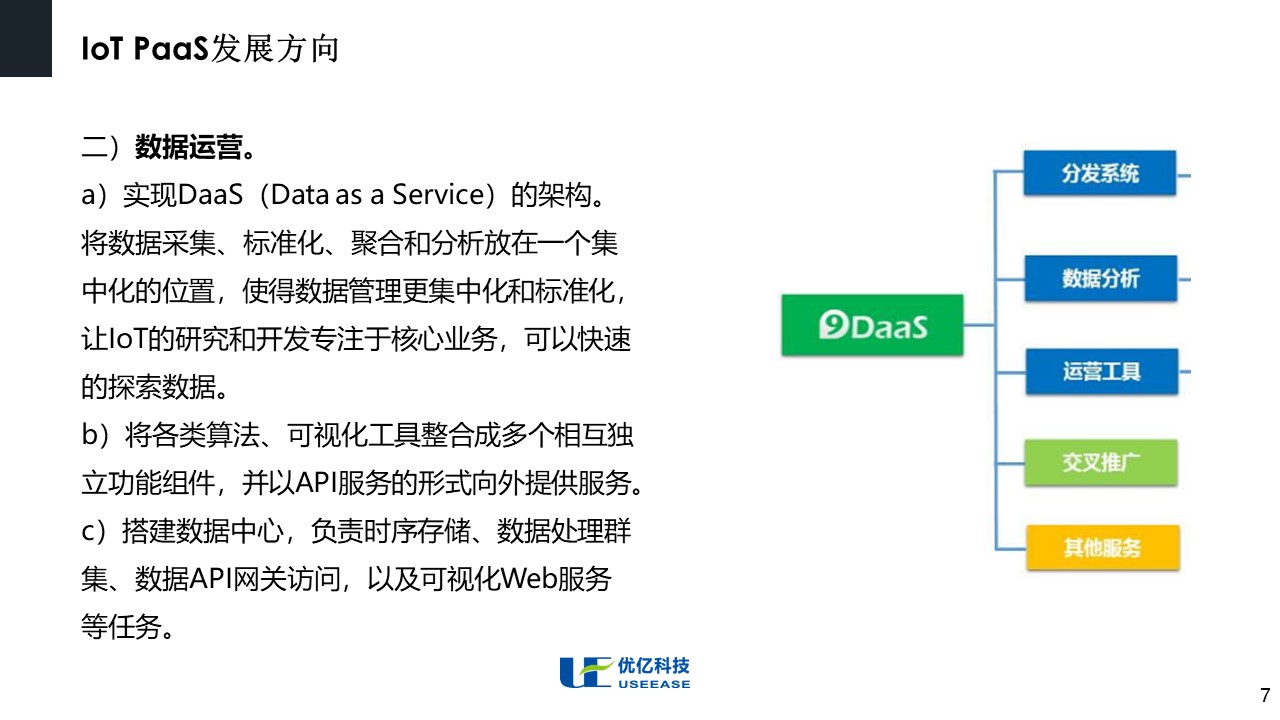 IoT PaaS发展方向
二）数据运营。
a）实现DaaS（Data as a Service）的架构。
将数据采集、标准化、聚合和分析放在一个集
中化的位置，使得数据管理更集中化和标准化，
让IoT的研究和开发专注于核心业务，可以快速
的探索数据。
b）将各类算法、可视化工具整合成多个相互独
立功能组件，并以API服务的形式向外提供服务。
c）搭建数据中心，负责时序存储、数据处理群
集、数据API网关访问，以及可视化Web服务
等任务。
9DaaS
分发系统
数据分析
运营工具
交叉推广
其他服务
UE 优亿科技
USEEASE
7